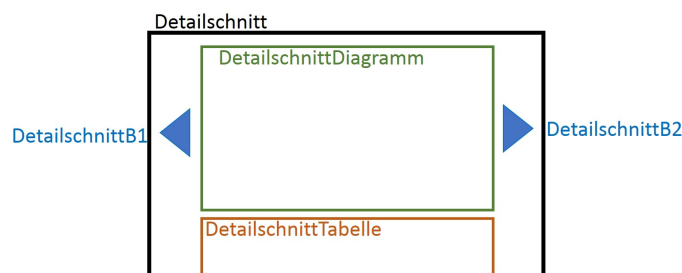 Detailschnitt
DetailschnittDiagramm
DetailschnittB1
DetailschnittB2
DetailschnittTabelle